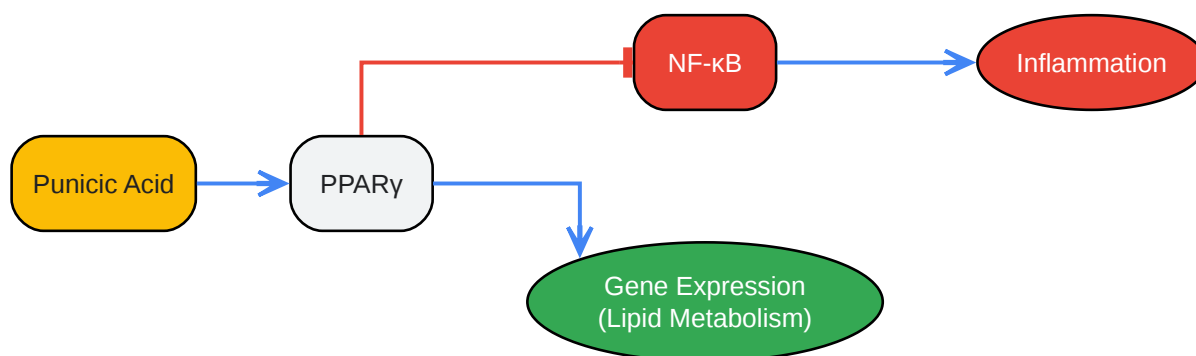 NF-κB
Inflammation
Punicic Acid
PPARγ
Gene Expression
(Lipid Metabolism)